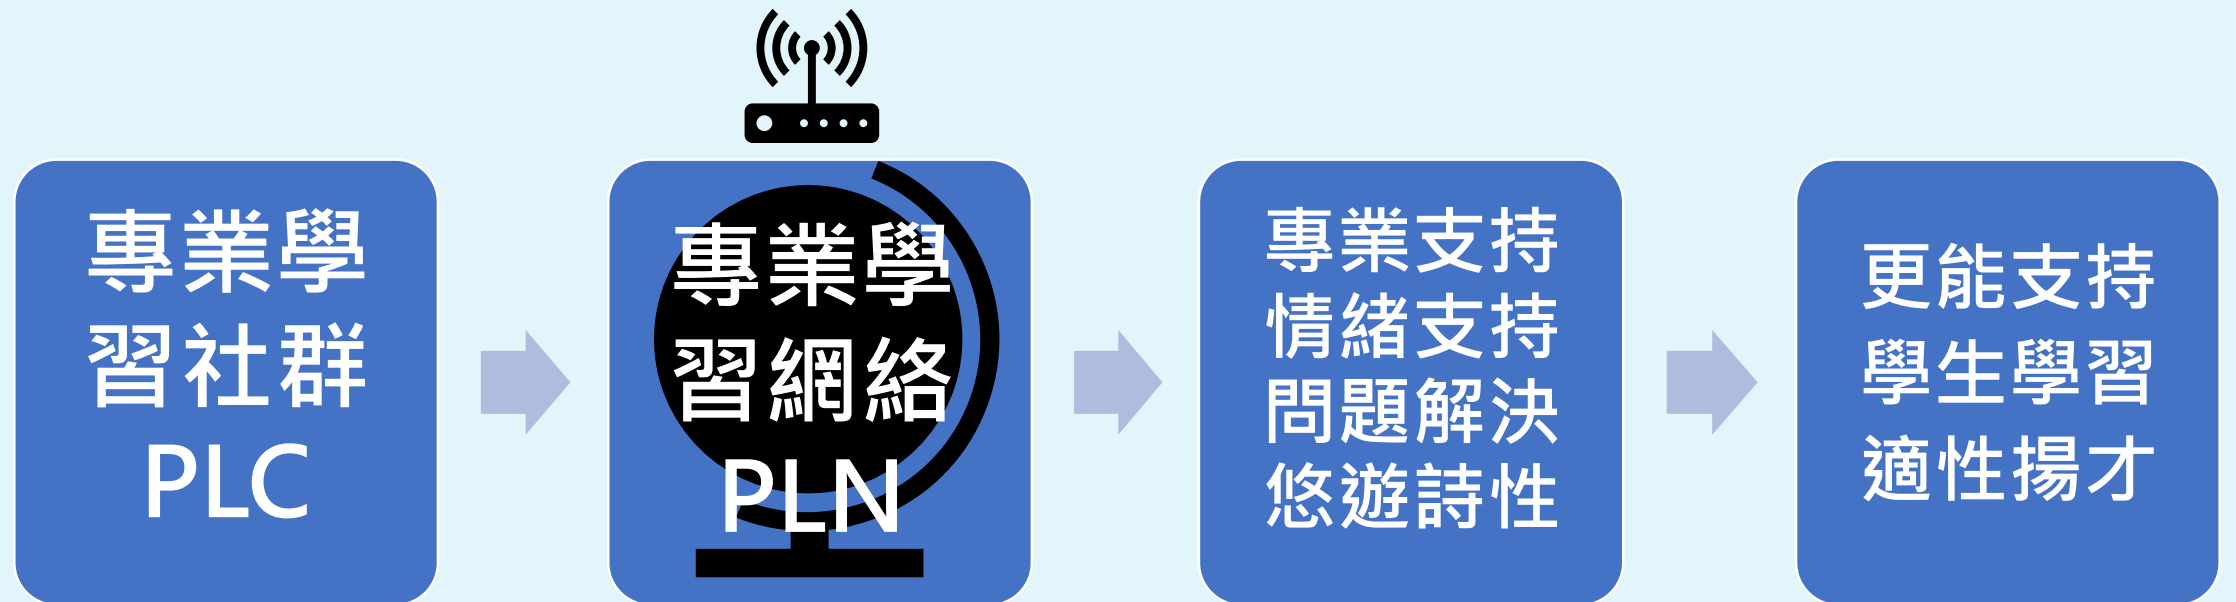 專業學
習社群
PLC
專業學
習網絡
PLN
專業支持
情緒支持
問題解決
悠遊詩性
更能支持
學生學習
適性揚才